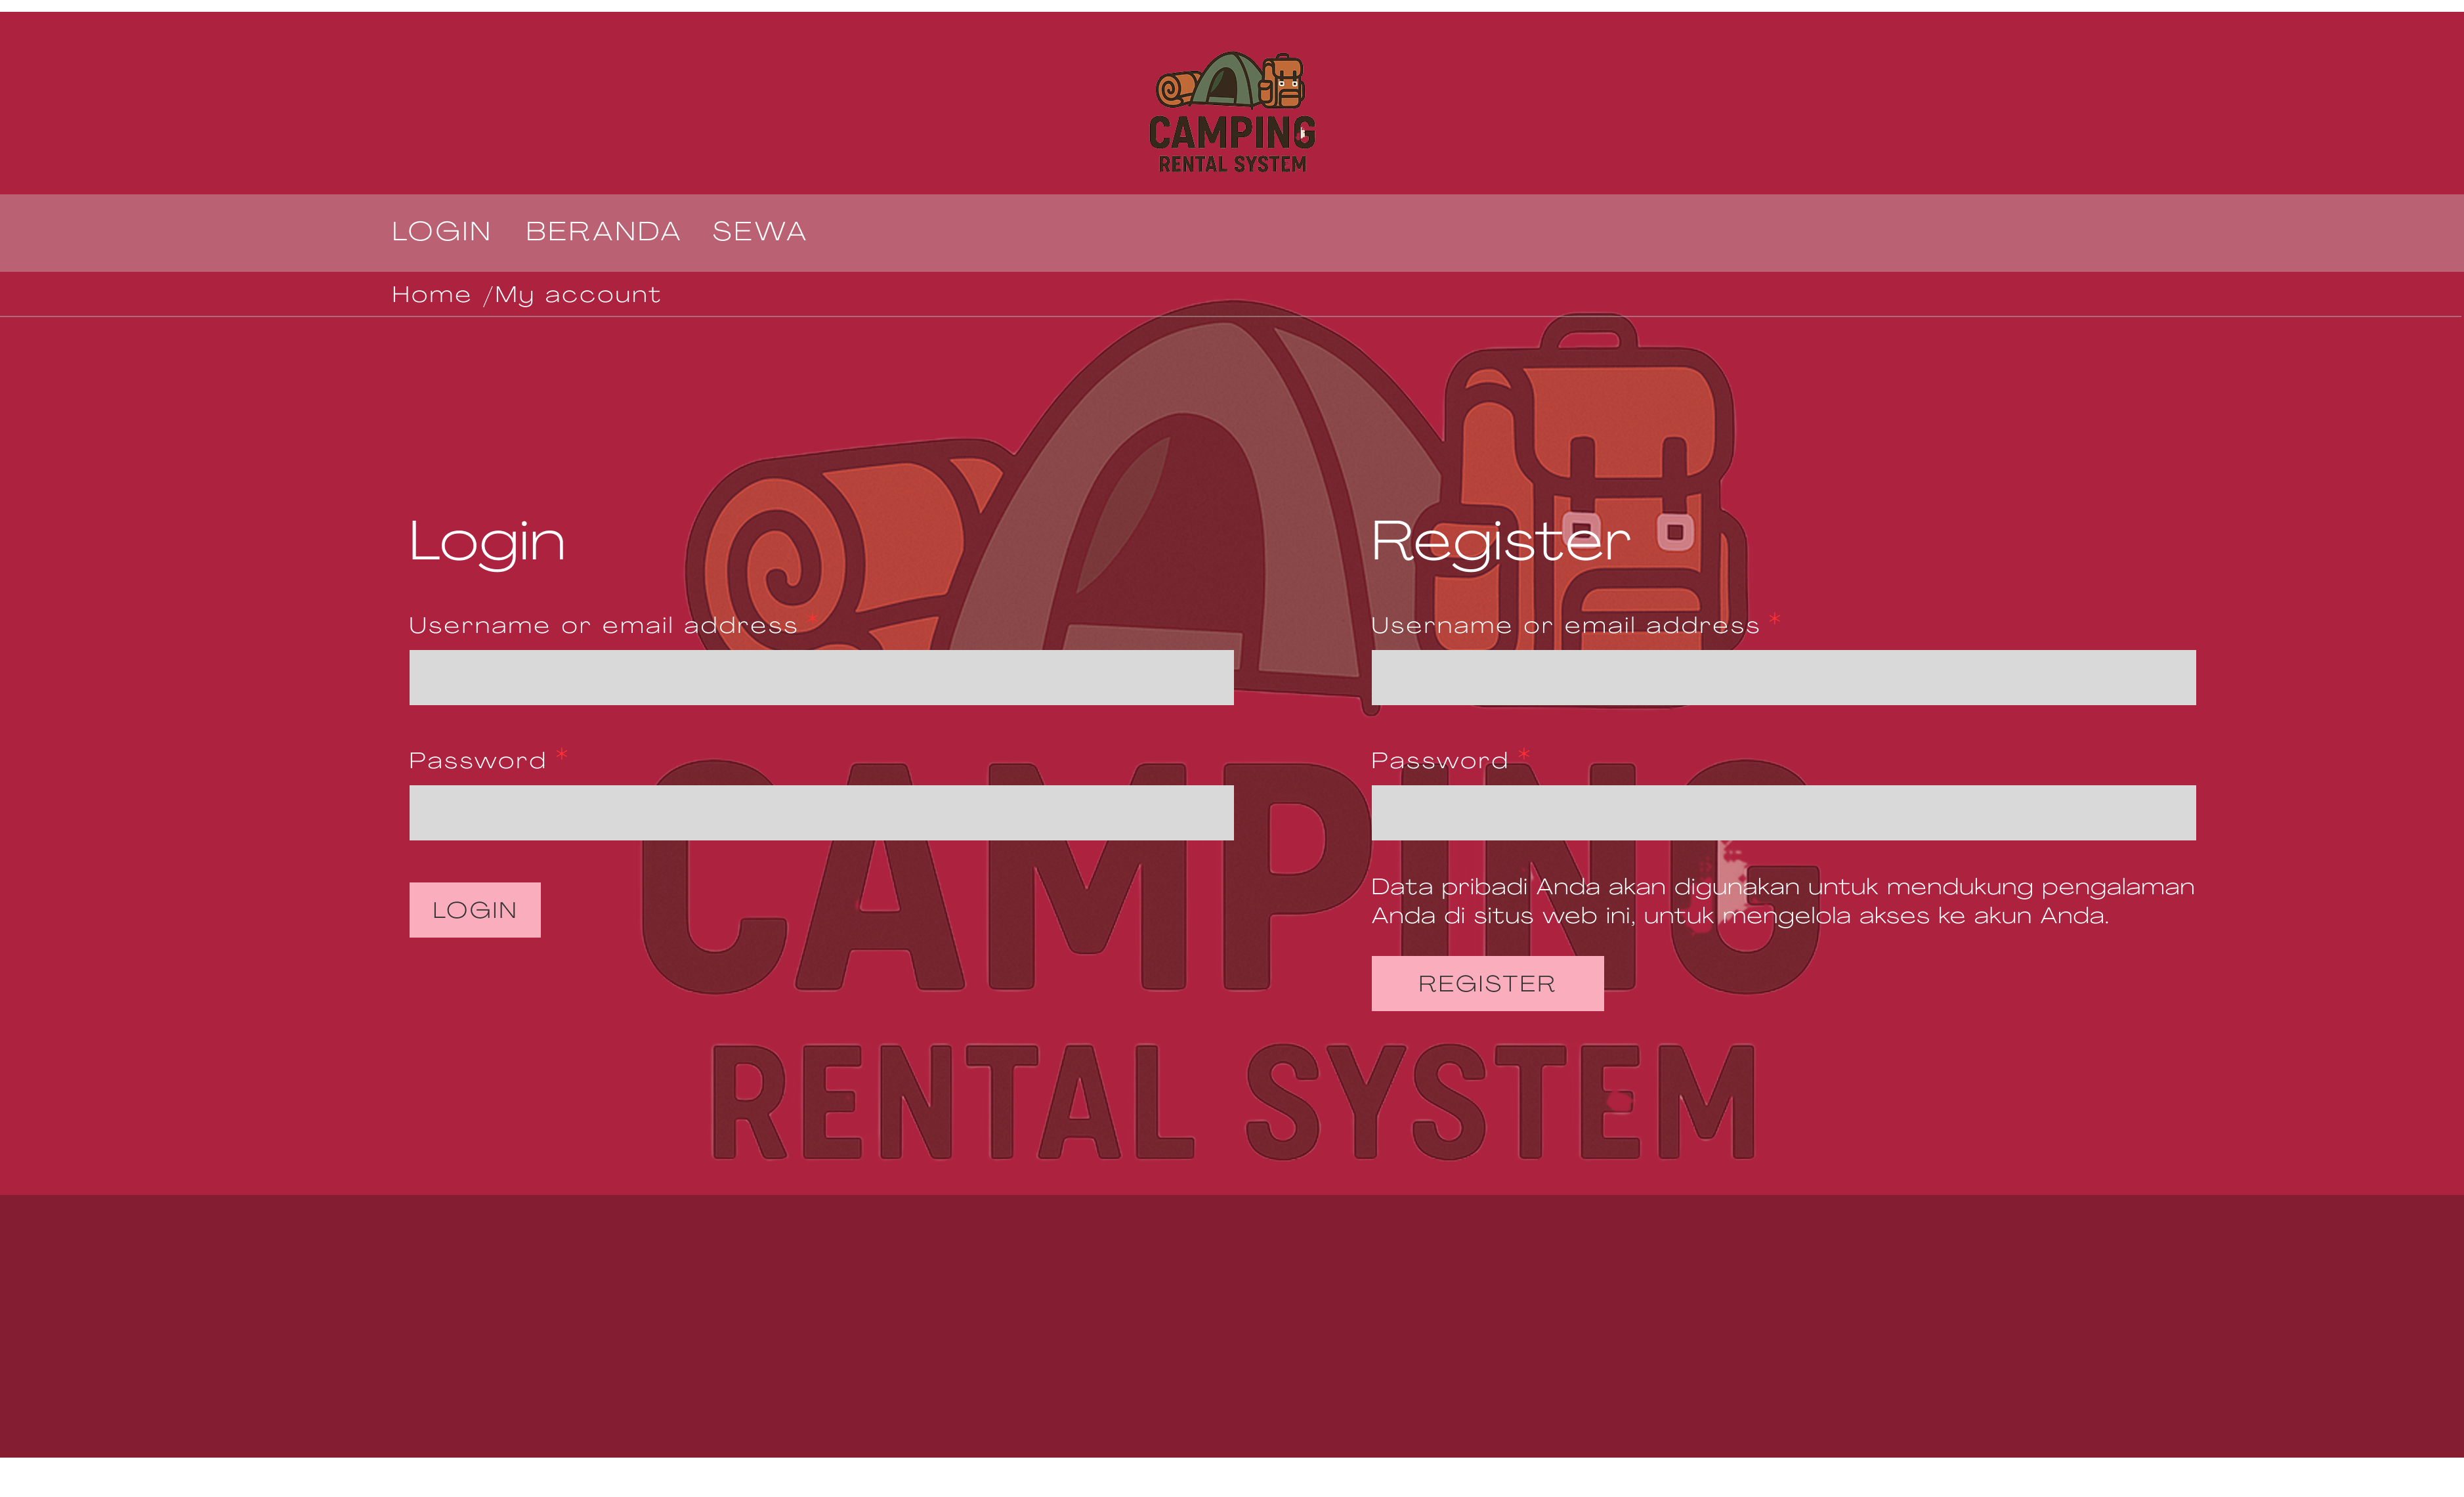 CAMPING
RENTAL SYSTEM
LOGIN BERANDA SEWA
Home /My account
Login
Username or email address *
Password *
LOGIN
Register
Username or email address *
Password *
Data pribadi Anda akan digunakan untuk mendukung pengalaman
Anda di situs web ini, untuk mengelola akses ke akun Anda.
REGISTER
CAMPING
RENTAL SYSTEM